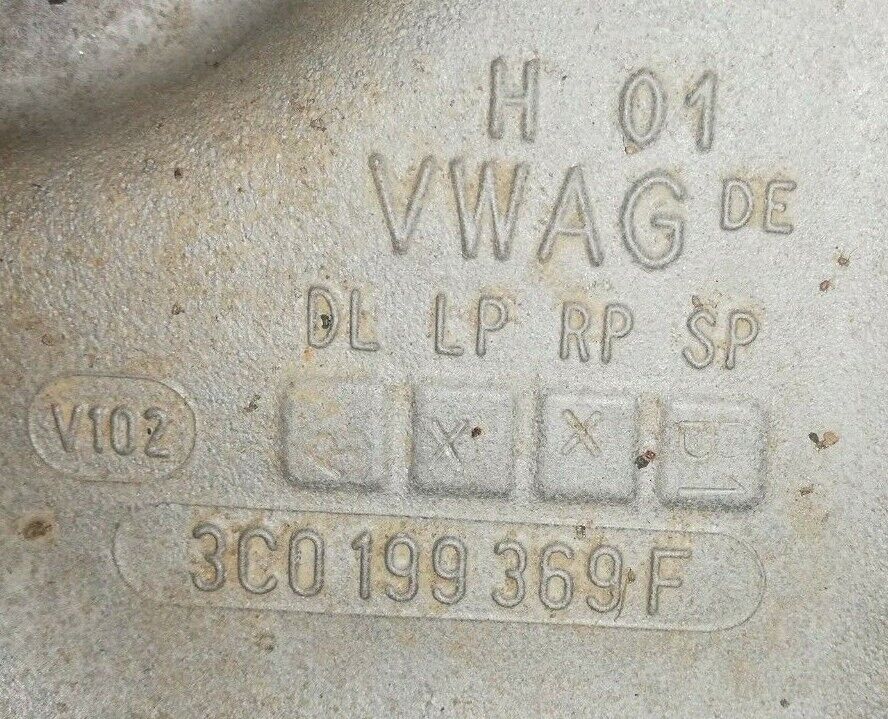 H 01
VWAG DE
DL LP RP SP
V102
X X
3C0 199 369 F